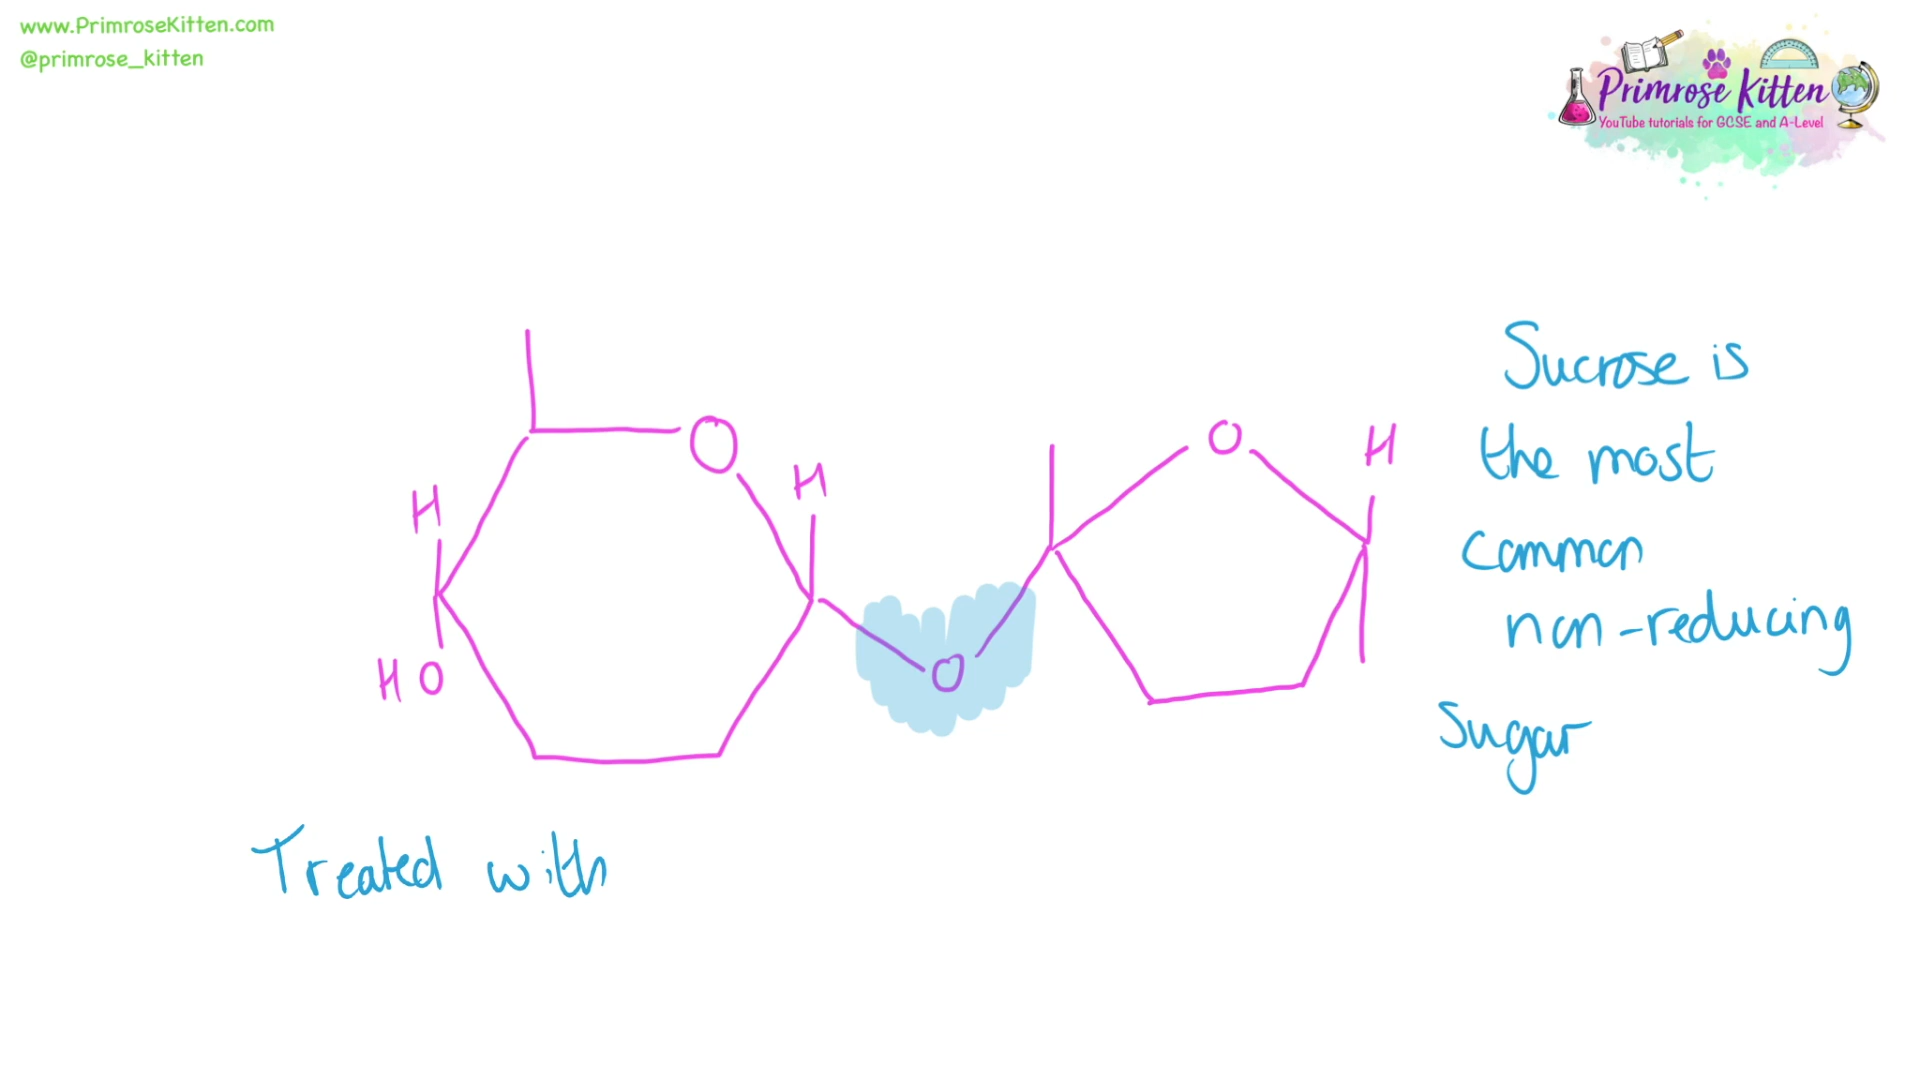 www.PrimroseKitten.com
@primrose_kitten
Primrose Kitten
YouTube tutorials for GCSE and A-Level
Sucrose is
the most
common
non-reducing
sugar
O
H
O
H
H
O
HO
Treated with